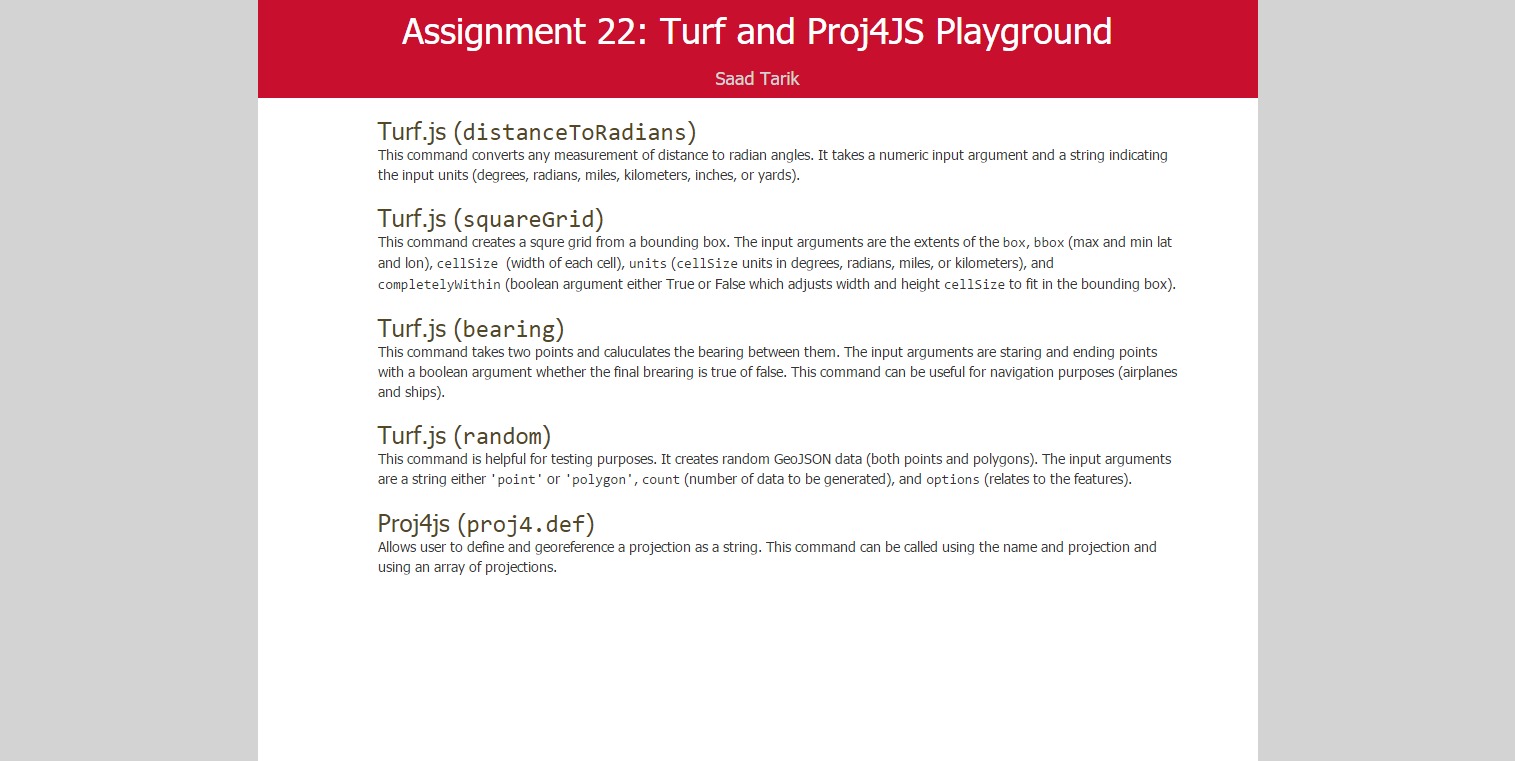 Assignment 22: Turf and Proj4JS Playground
Saad Tarik
Turf.js (distanceToRadians)
This command converts any measurement of distance to radian angles. It takes a numeric input argument and a string indicating
the input units (degrees, radians, miles, kilometers, inches, or yards).
Turf.js (squareGrid)
This command creates a squre grid from a bounding box. The input arguments are the extents of the box, bbox (max and min lat
and lon), cellSize (width of each cell), units (cellSize units in degrees, radians, miles, or kilometers), and
completelyWithin (boolean argument either True or False which adjusts width and height cellSize to fit in the bounding box).
Turf.js (bearing)
This command takes two points and caluculates the bearing between them. The input arguments are staring and ending points
with a boolean argument whether the final brearing is true of false. This command can be useful for navigation purposes (airplanes
and ships).
Turf.js (random)
This command is helpful for testing purposes. It creates random GeoJSON data (both points and polygons). The input arguments
are a string either 'point' or 'polygon', count (number of data to be generated), and options (relates to the features).
Proj4js (proj4.def)
Allows user to define and georeference a projection as a string. This command can be called using the name and projection and
using an array of projections.